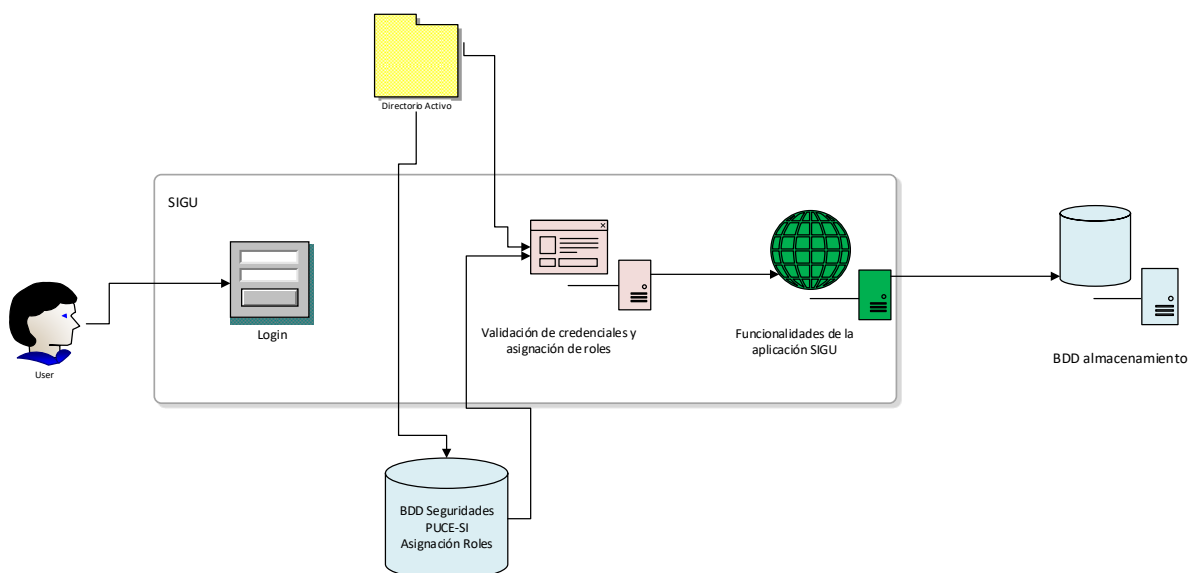 Directorio Activo
SIGU
Login
User
Validación de credenciales y
asignación de roles
Funcionalidades de la
aplicación SIGU
BDD almacenamiento
BDD Seguridades
PUCE-SI
Asignación Roles